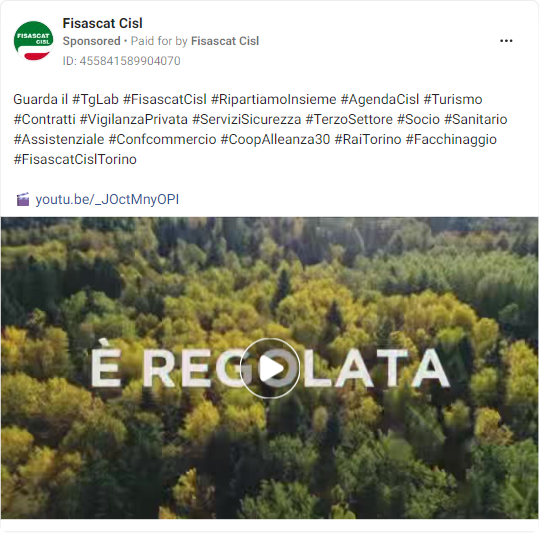 Fisascat Cisl
Sponsored • Paid for by Fisascat Cisl
ID: 455841589904070
FISASCAT
CISL
Guarda il #TgLab #FisascatCisl #RipartiamoInsieme #AgendaCisl #Turismo
#Contratti #VigilanzaPrivata #ServiziSicurezza #TerzoSettore #Socio #Sanitario
#Assistenziale #Confcommercio #CoopAlleanza30 #RaiTorino #Facchinaggio
#FisascatCislTorino
youtu.be/_JOctMnyOPI
È REGOLATA